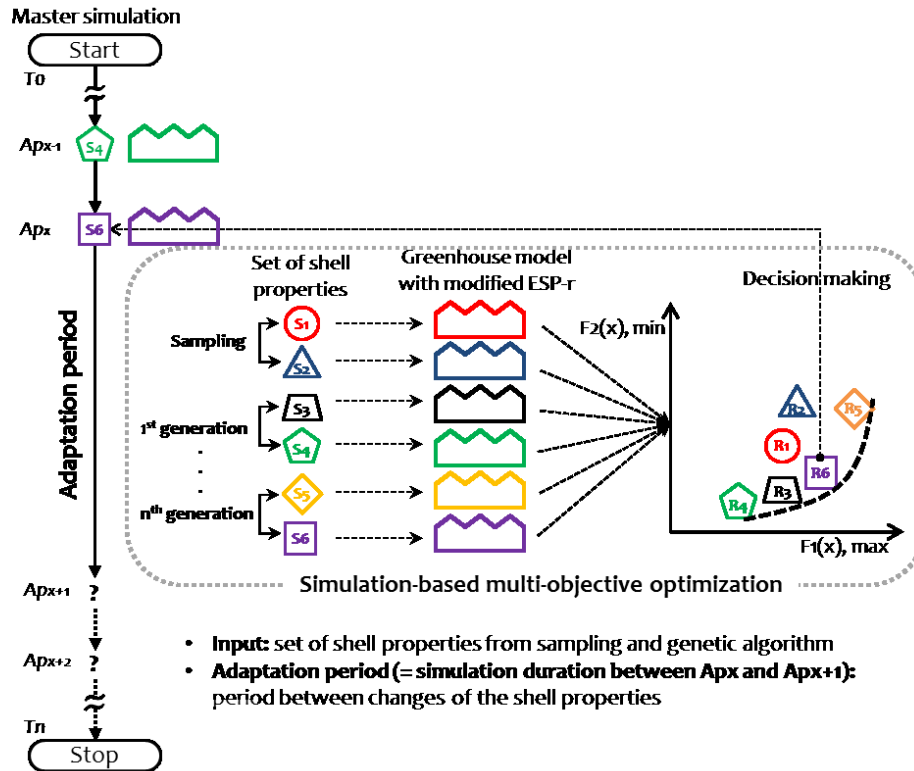 Master simulation
Start
T0
Apx-1
S4
Apx
S6
Adaptation period
Set of shell
properties
Greenhouse model
with modified ESP-r
Decision making
Sampling
S1
S2
1st generation
S3
S4
.
.
.
nth generation
S5
S6
F2(x), min
R2
R5
R1
R6
R3
R4
F1(x), max
Simulation-based multi-objective optimization
Apx+1
?
Apx+2
?
Tn
Stop
• Input: set of shell properties from sampling and genetic algorithm
• Adaptation period (= simulation duration between Apx and Apx+1):
period between changes of the shell properties